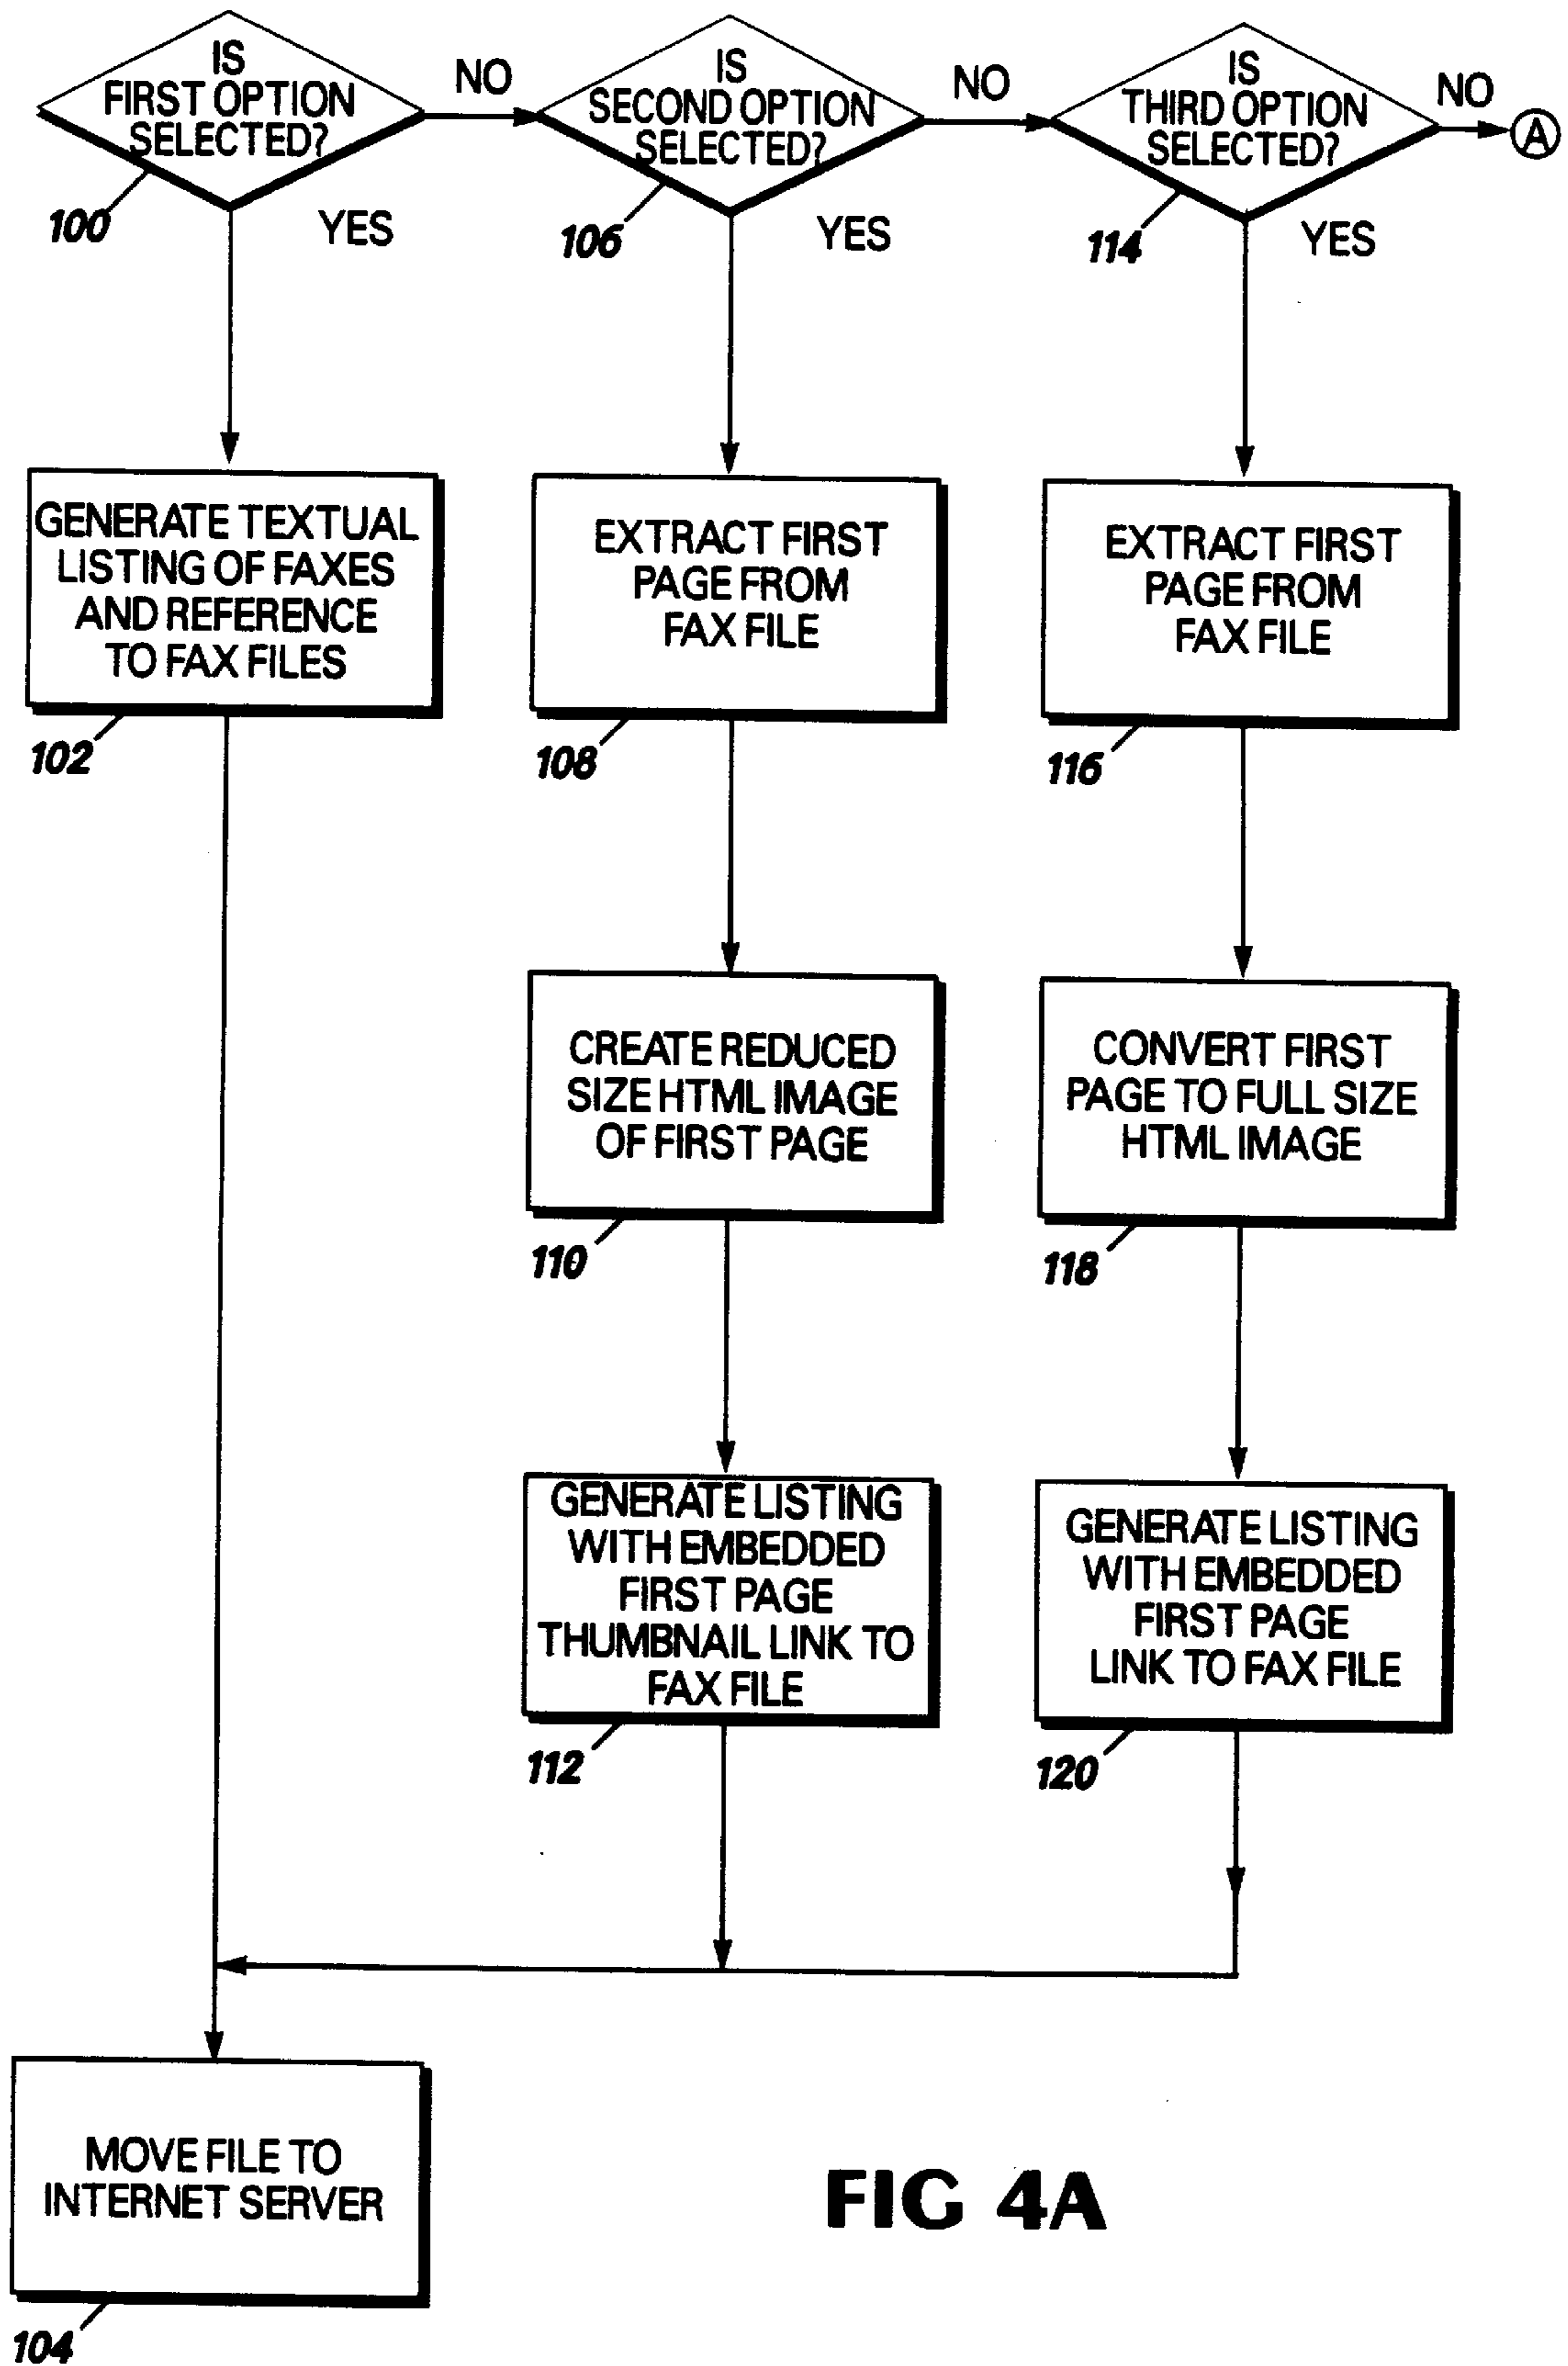 IS
FIRST OPTION
SELECTED?
NO
100
YES
IS
SECOND OPTION
SELECTED?
NO
106
YES
IS
THIRD OPTION
SELECTED?
NO
A
114
YES
GENERATE TEXTUAL
LISTING OF FAXES
AND REFERENCE
TO FAX FILES
102
EXTRACT FIRST
PAGE FROM
FAX FILE
108
EXTRACT FIRST
PAGE FROM
FAX FILE
116
CREATE REDUCED
SIZE HTML IMAGE
OF FIRST PAGE
110
CONVERT FIRST
PAGE TO FULL SIZE
HTML IMAGE
118
GENERATE LISTING
WITH EMBEDDED
FIRST PAGE
THUMBNAIL LINK TO
FAX FILE
112
GENERATE LISTING
WITH EMBEDDED
FIRST PAGE
LINK TO FAX FILE
120
MOVE FILE TO
INTERNET SERVER
104
FIG 4A